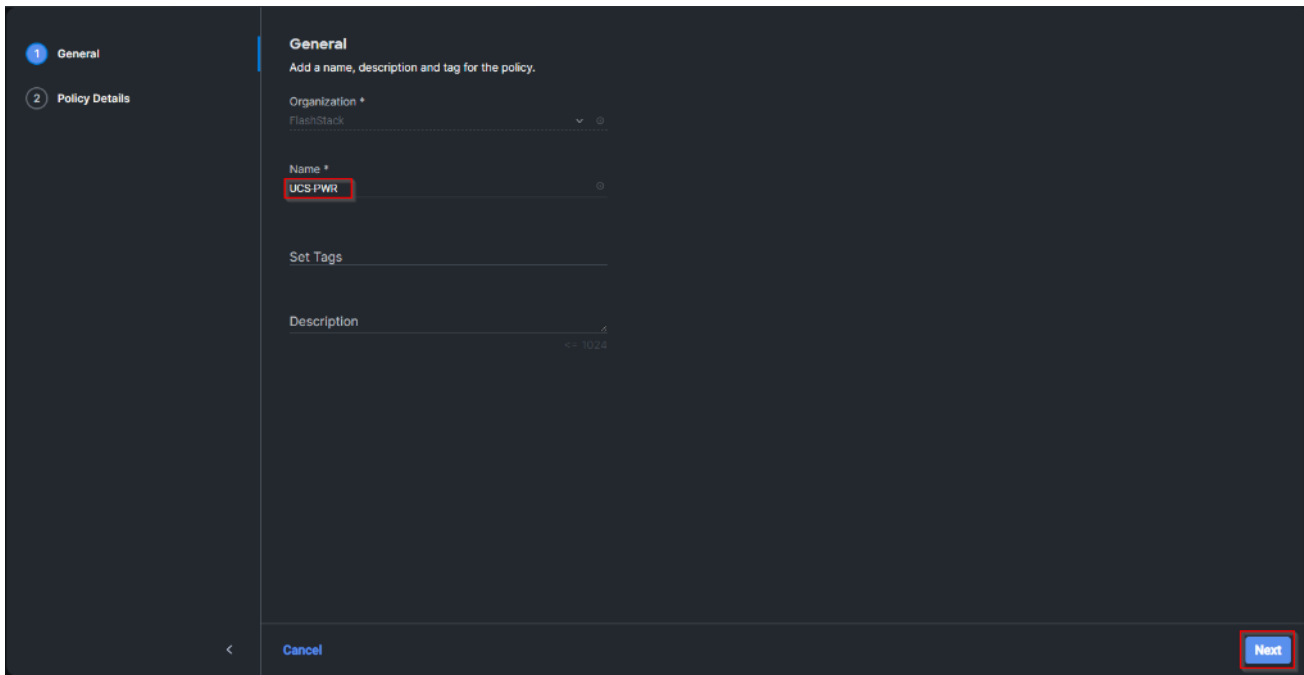 1 General
2 Policy Details
General
Add a name, description and tag for the policy.
Organization *
FlashStack
Name *
UCS-PWR
Set Tags
Description
<= 1024
Cancel
Next